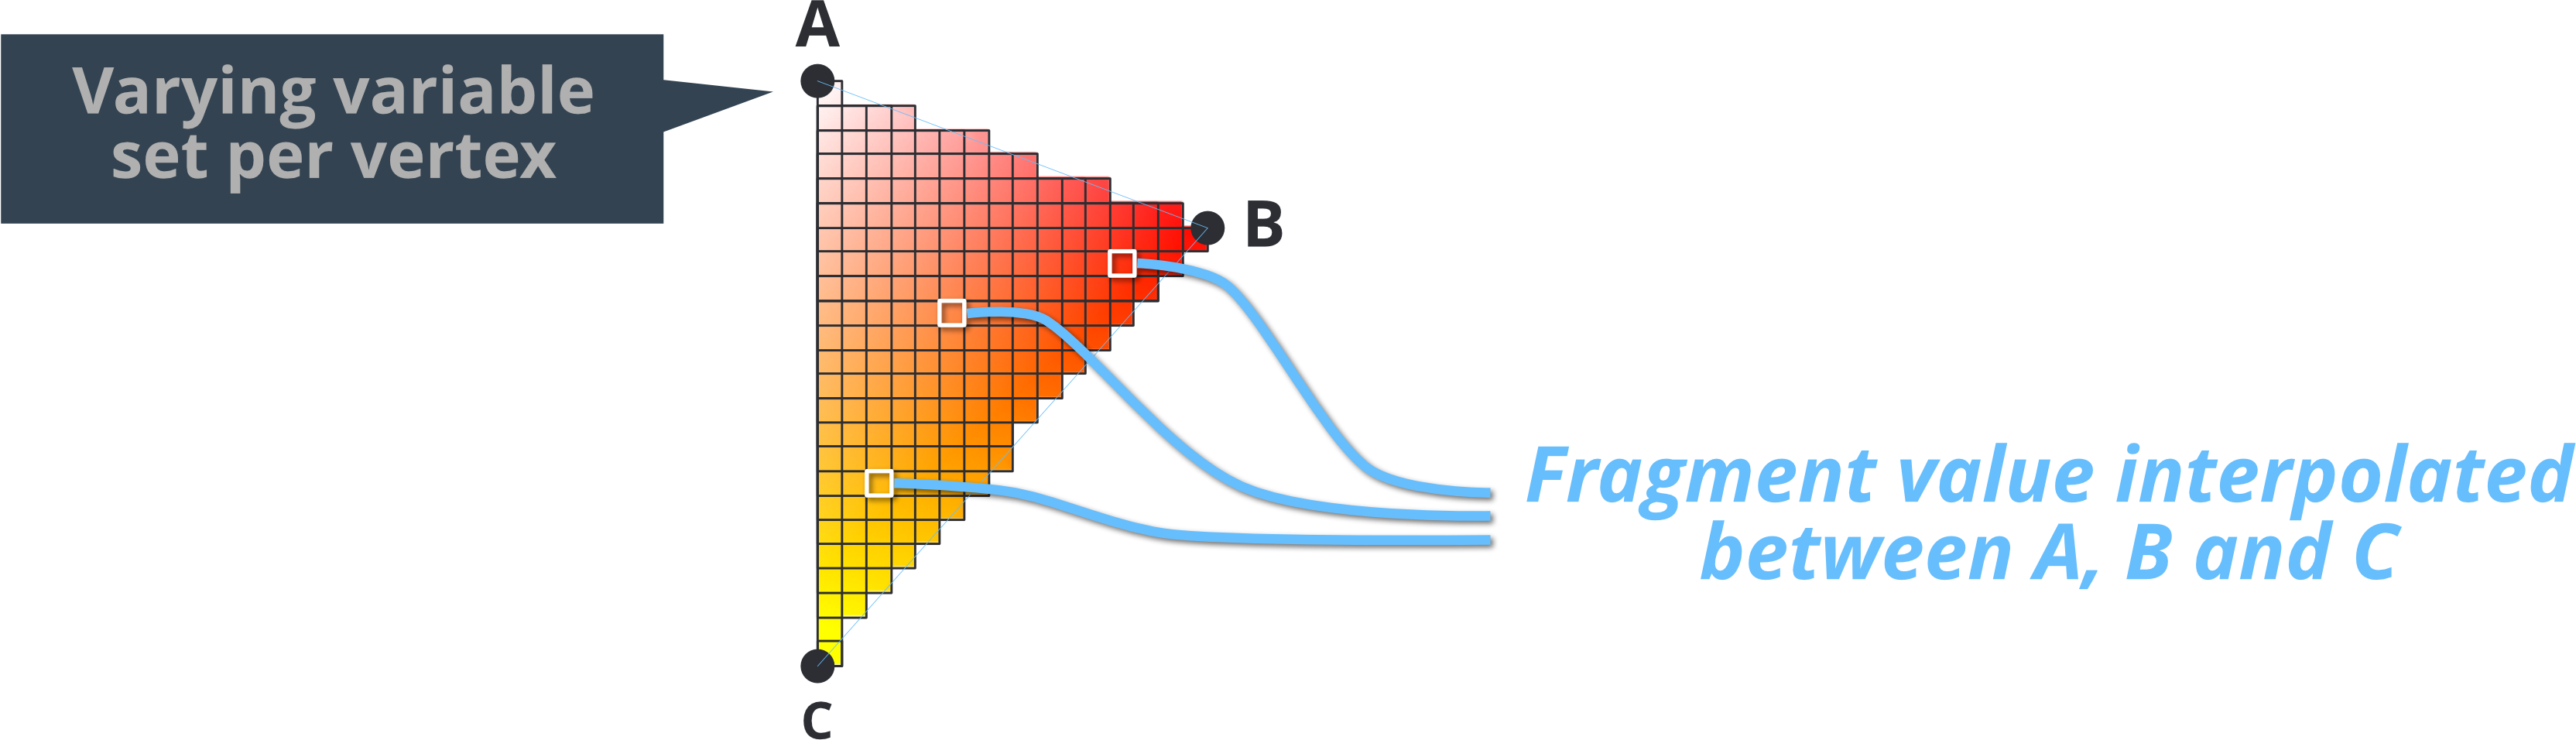 A
Varying variable
set per vertex
B
Fragment value interpolated
between A, B and C
C